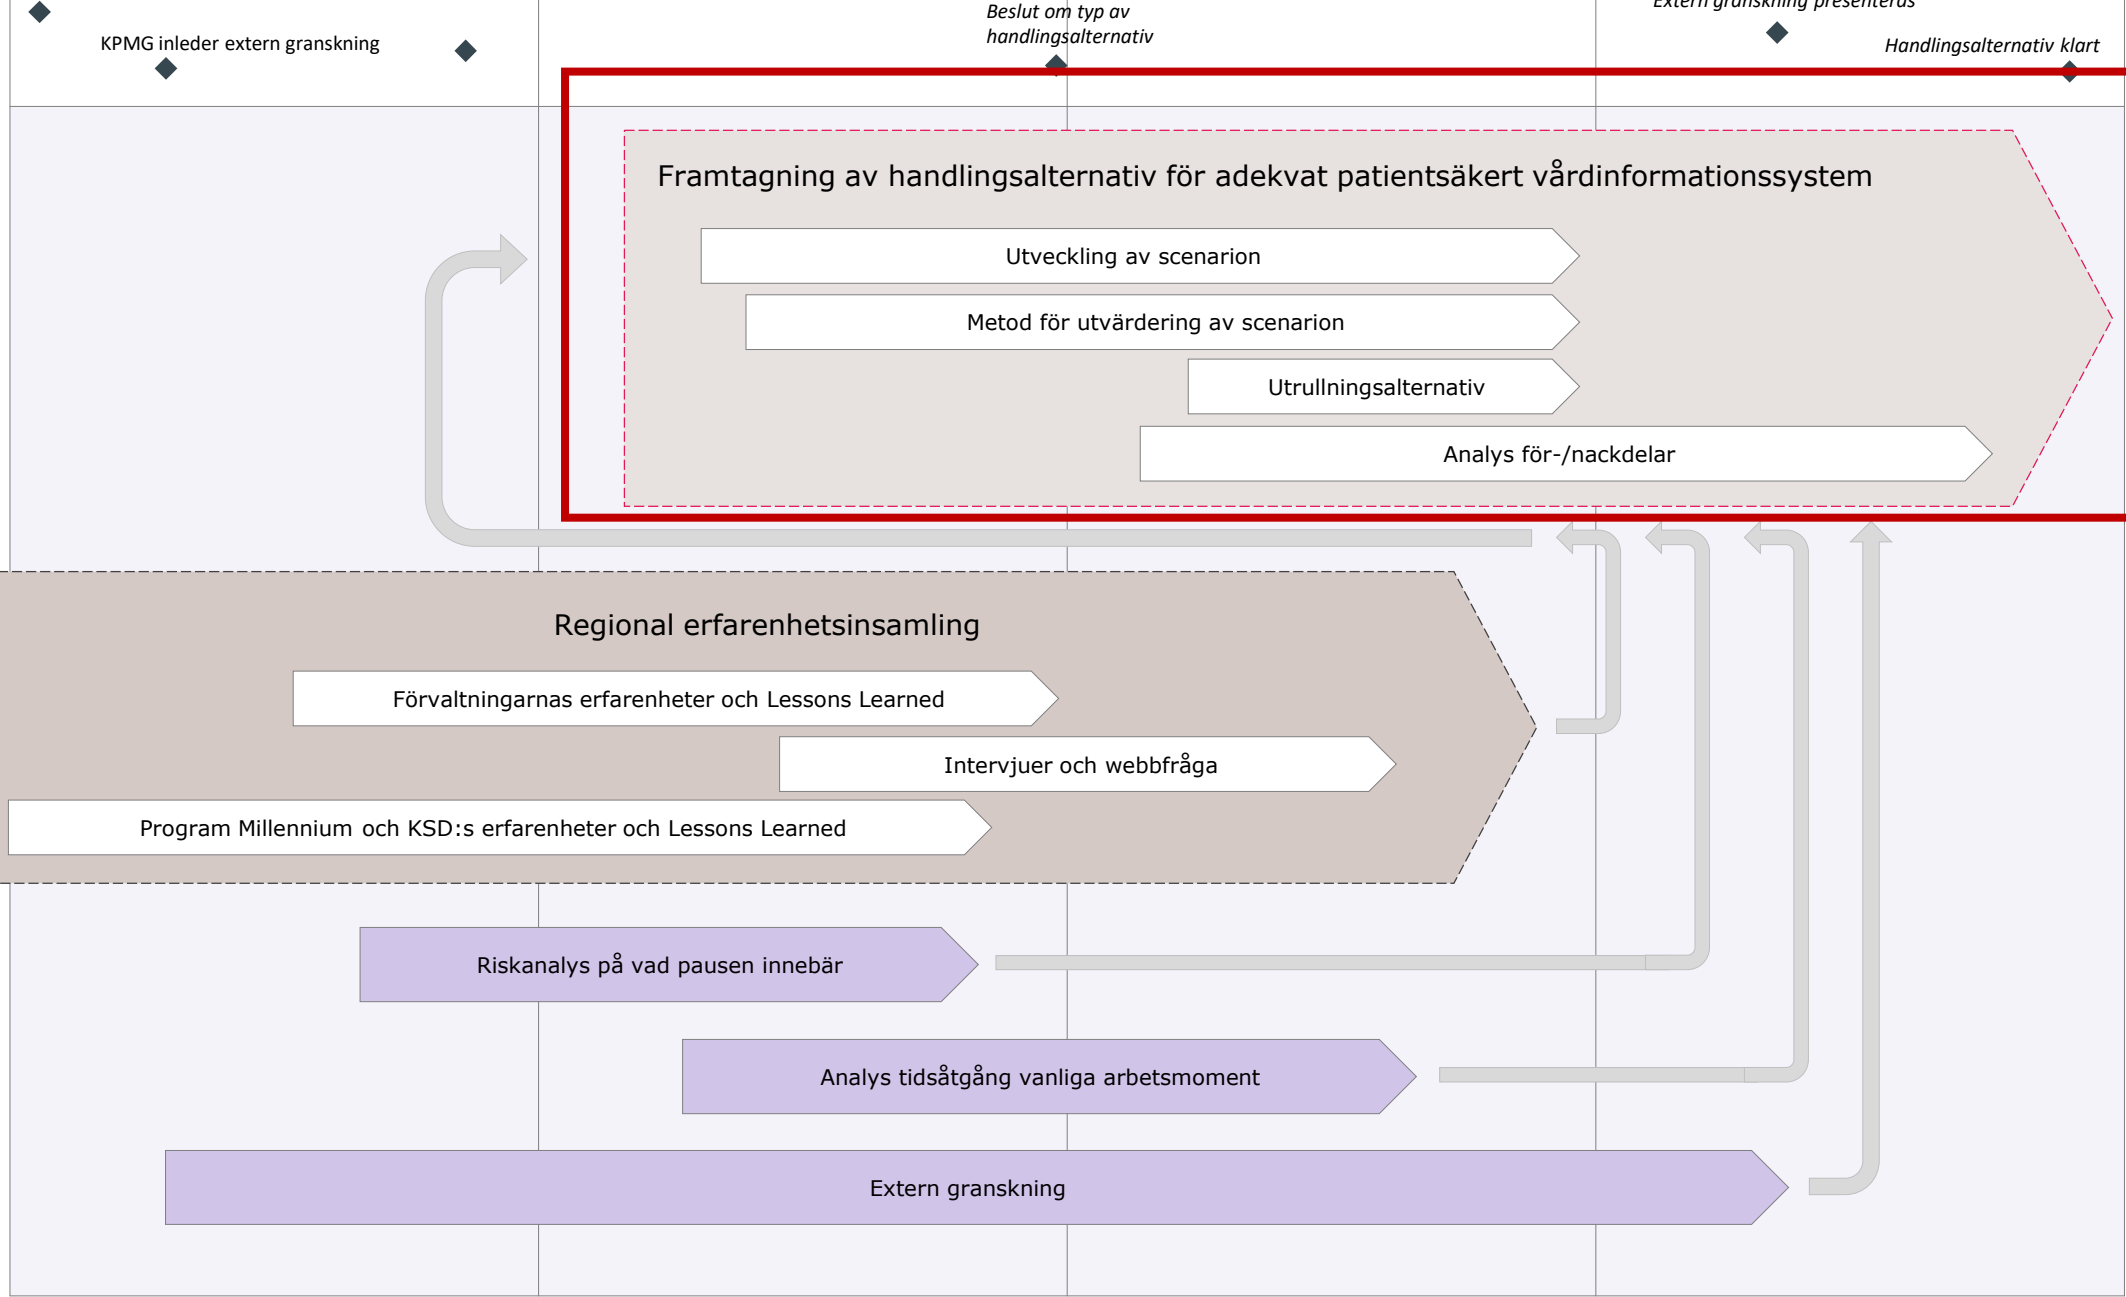 Beslut om typ av
handlingsalternativ
Extern granskning presenteras
KPMG inleder extern granskning
Handlingsalternativ klart
Framtagning av handlingsalternativ för adekvat patientsäkert vårdinformationssystem
Utveckling av scenarion
Metod för utvärdering av scenarion
Utrullningsalternativ
Analys för-/nackdelar
Regional erfarenhetsinsamling
Förvaltningarnas erfarenheter och Lessons Learned
Intervjuer och webbfråga
Program Millennium och KSD:s erfarenheter och Lessons Learned
Riskanalys på vad pausen innebär
Analys tidsåtgång vanliga arbetsmoment
Extern granskning